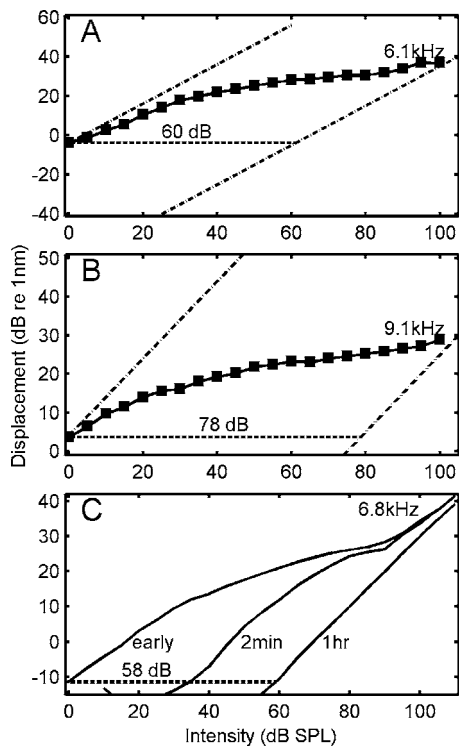 A
6.1kHz
40
20
0
-20
-40
60 dB
0 20 40 60 80 100
B
9.1kHz
50
40
30
20
10
0
78 dB
0 20 40 60 80 100
Displacement (dB re 1nm)
C
6.8kHz
40
30
20
10
0
-10
early 2min 1hr
58 dB
0 20 40 60 80 100
Intensity (dB SPL)